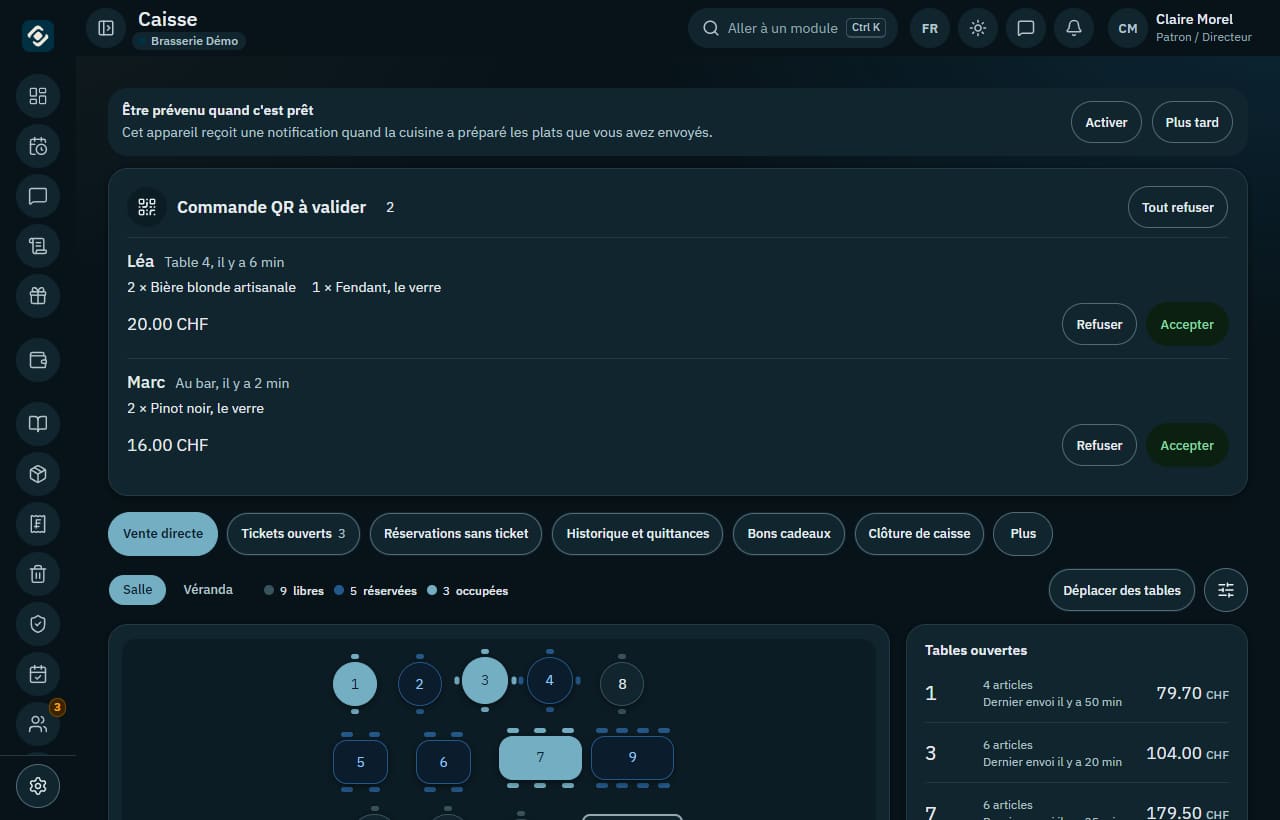 Caisse
Brasserie Démo
Aller à un module Ctrl K
FR
CM
Claire Morel
Patron / Directeur
Être prévenu quand c'est prêt
Cet appareil reçoit une notification quand la cuisine a préparé les plats que vous avez envoyés.
Activer
Plus tard
Commande QR à valider 2
Tout refuser
Léa Table 4, il y a 6 min
2 × Bière blonde artisanale 1 × Fendant, le verre
20.00 CHF
Refuser
Accepter
Marc Au bar, il y a 2 min
2 × Pinot noir, le verre
16.00 CHF
Refuser
Accepter
Vente directe
Tickets ouverts 3
Réservations sans ticket
Historique et quittances
Bons cadeaux
Clôture de caisse
Plus
Salle
Véranda
9 libres
5 réservées
3 occupées
Déplacer des tables
3
1
2
3
4
8
5
6
7
9
Tables ouvertes
1
4 articles
Dernier envoi il y a 50 min
79.70 CHF
3
6 articles
Dernier envoi il y a 20 min
104.00 CHF
7
6 articles
179.50 CHF